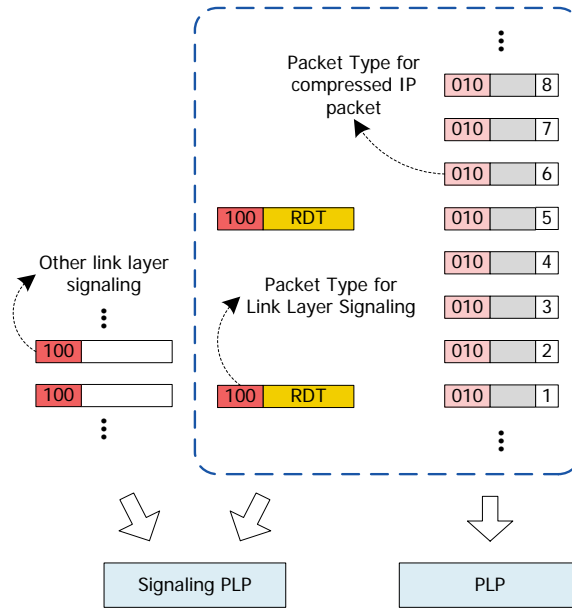 Packet Type for
compressed IP
packet
010 8
010 7
010 6
100 RDT
010 5
Other link layer
signaling
Packet Type for
Link Layer Signaling
010 4
010 3
100
010 2
100
100 RDT
010 1
Signaling PLP
PLP